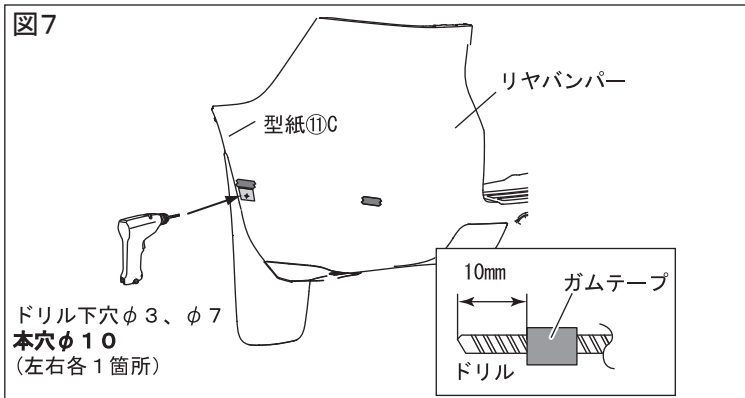 図7
リヤバンパー
型紙⑪C
ドリル下穴φ３、φ７
本穴φ１０
（左右各１箇所）
10mm
ガムテープ
ドリル